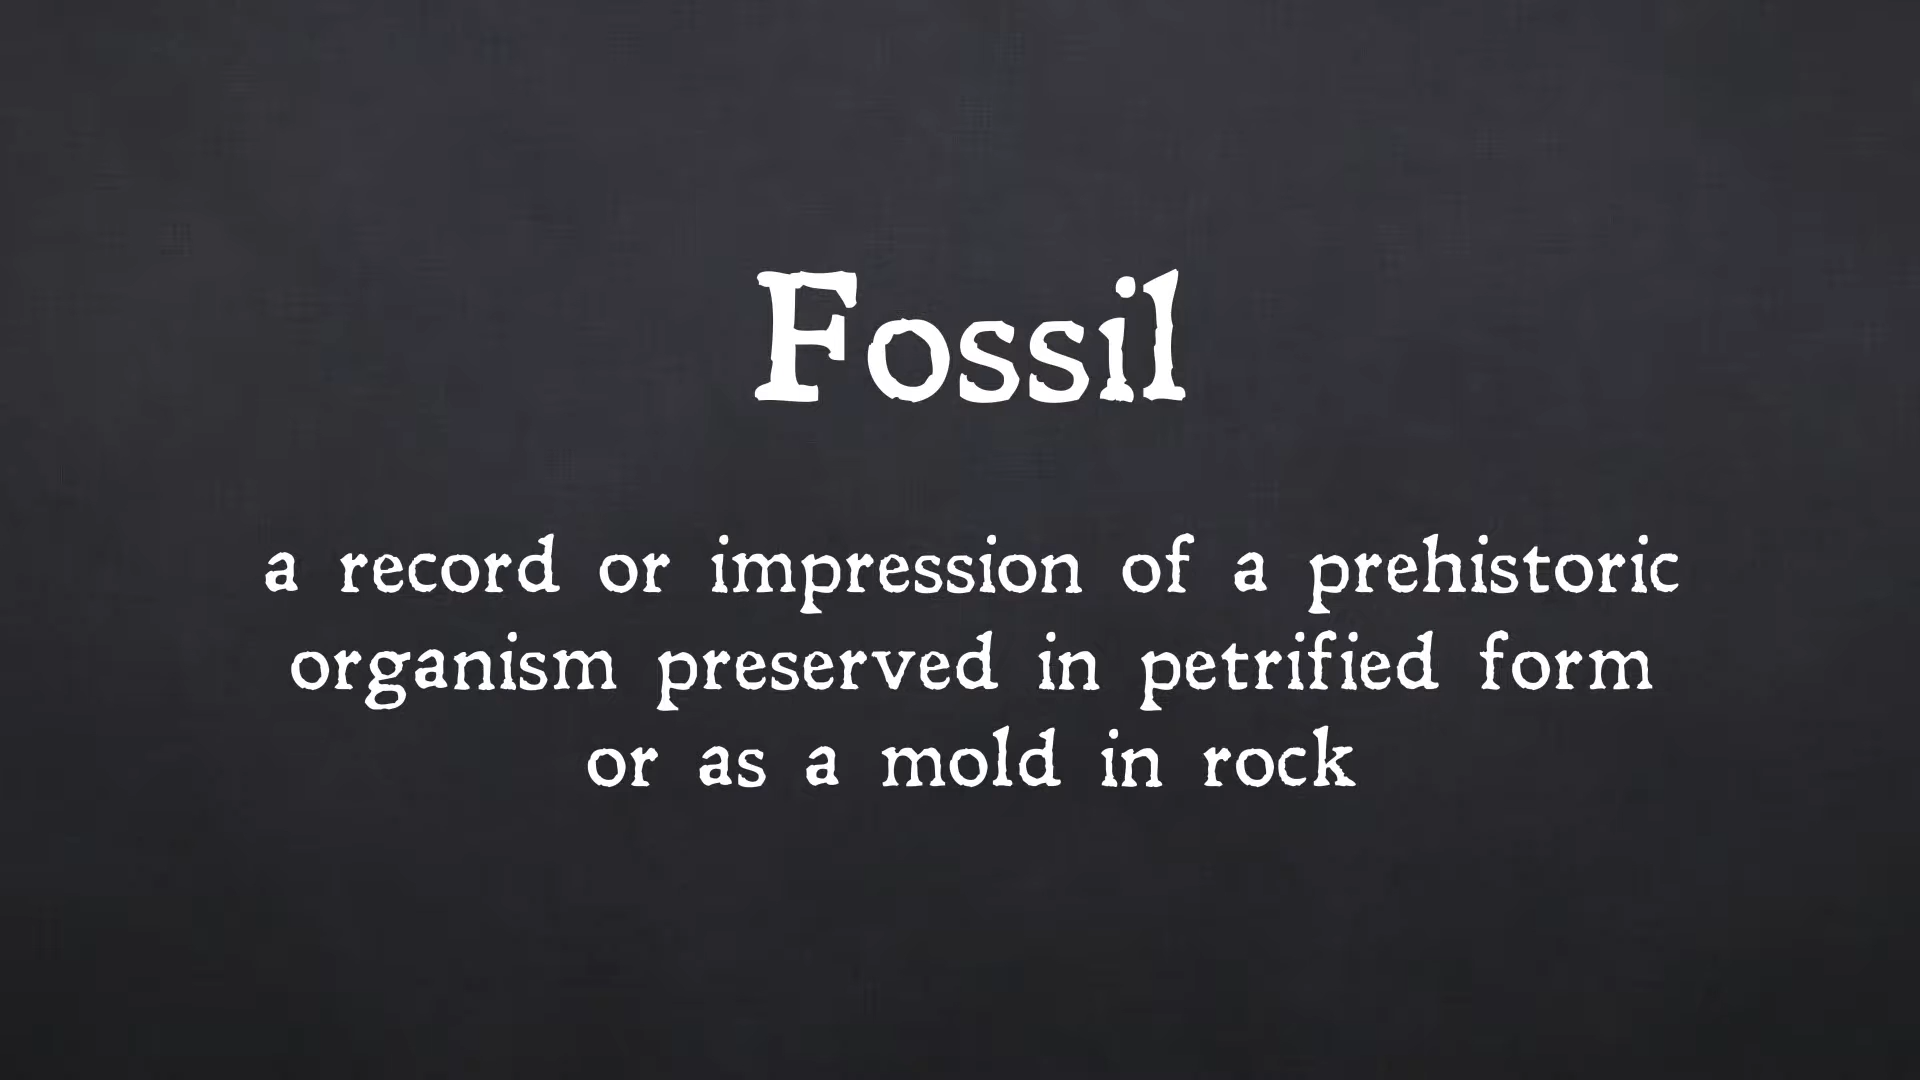 Fossil
a record or impression of a prehistoric
organism preserved in petrified form
or as a mold in rock